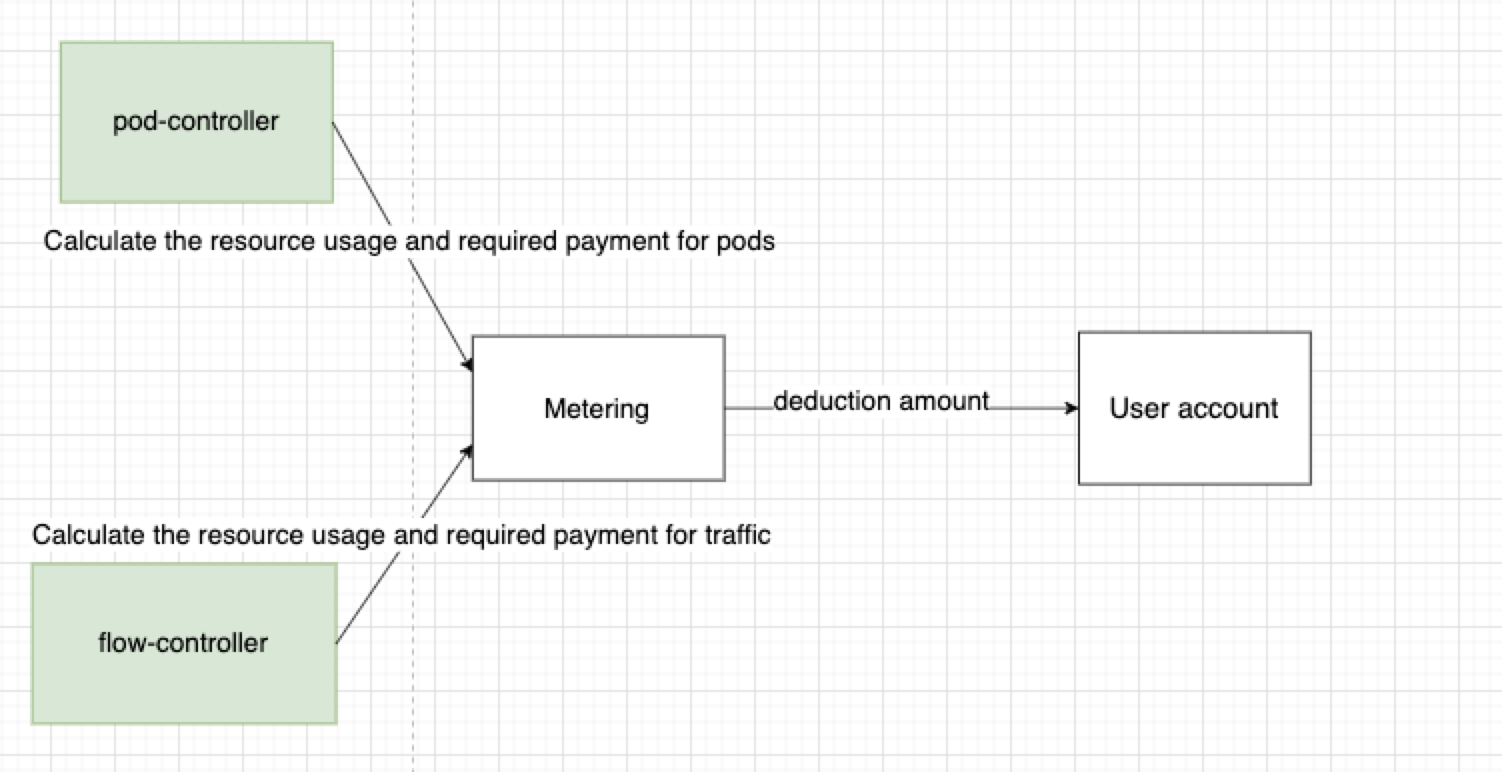 pod-controller
Calculate the resource usage and required payment for pods
Metering
deduction amount
User account
Calculate the resource usage and required payment for traffic
flow-controller